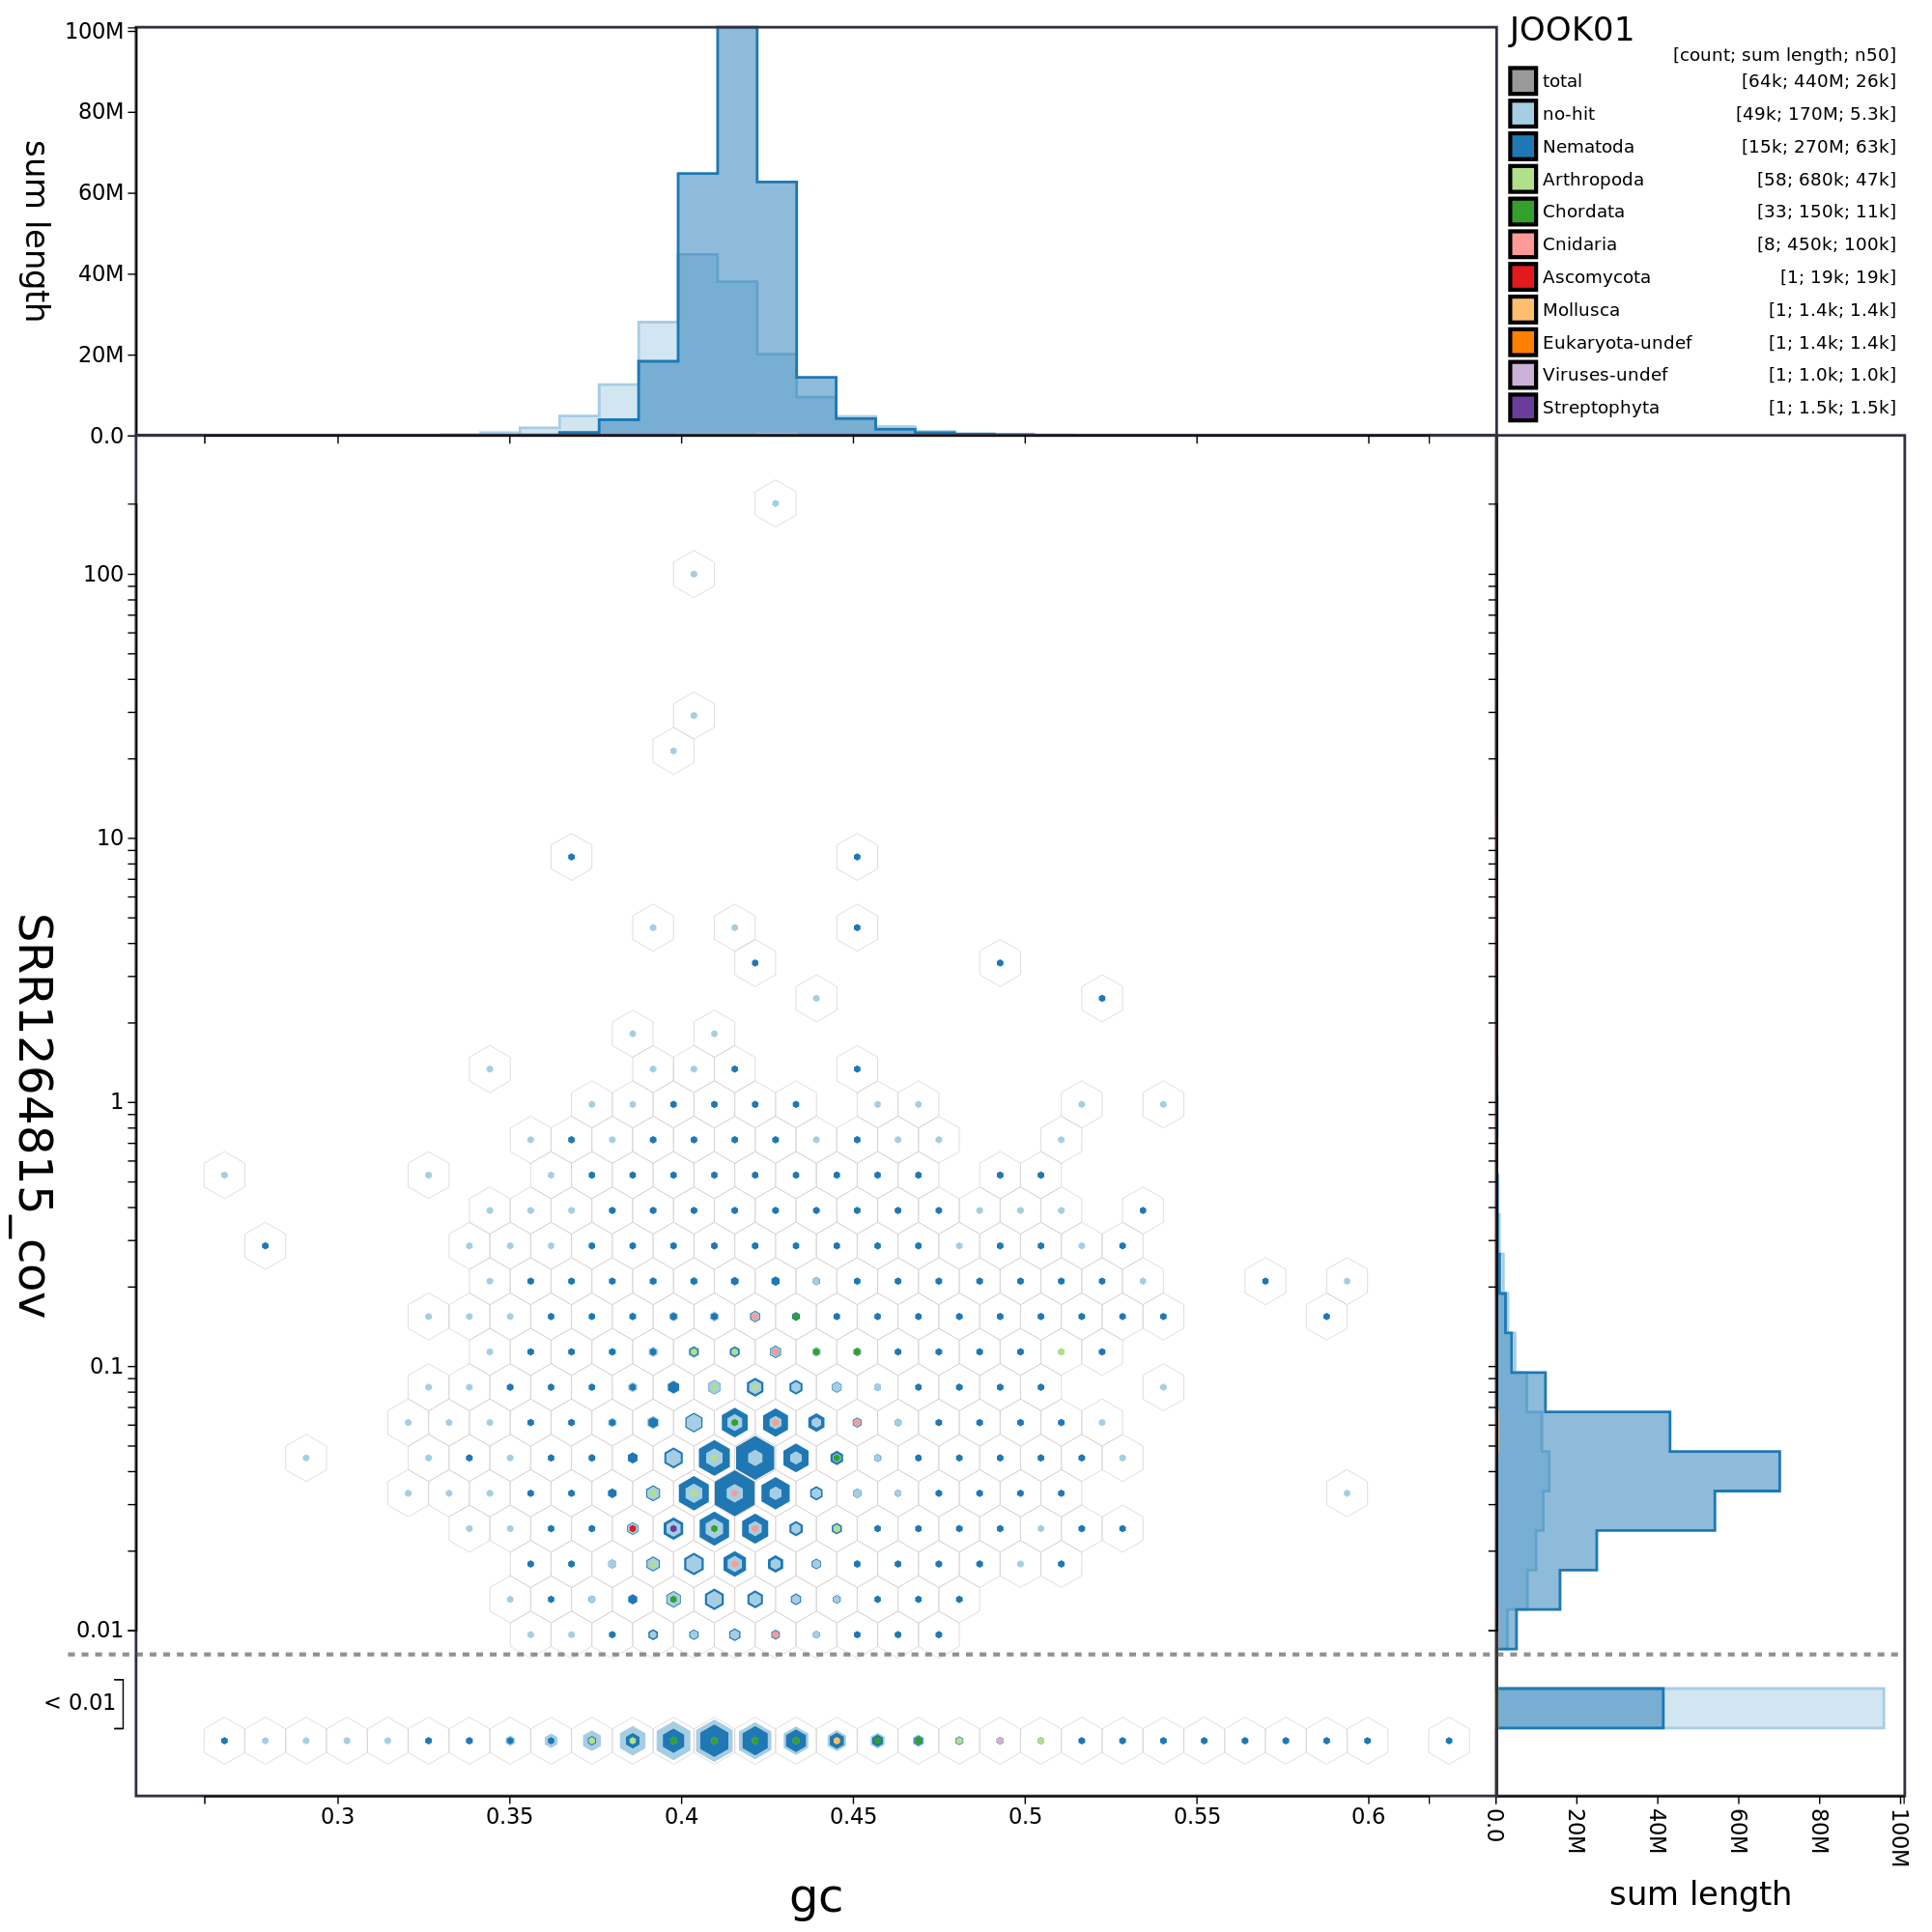 JOOK01
[count; sum length; n50]
total [64k; 440M; 26k]
no-hit [49k; 170M; 5.3k]
Nematoda [15k; 270M; 63k]
Arthropoda [58; 680k; 47k]
Chordata [33; 150k; 11k]
Cnidaria [8; 450k; 100k]
Ascomycota [1; 19k; 19k]
Mollusca [1; 1.4k; 1.4k]
Eukaryota-undef [1; 1.4k; 1.4k]
Viruses-undef [1; 1.0k; 1.0k]
Streptophyta [1; 1.5k; 1.5k]
100M
80M
60M
40M
20M
0.0
sum length
100
10
1
0.1
0.01
< 0.01
SRR12648​15_cov
0.3 0.35 0.4 0.45 0.5 0.55 0.6
gc
0.0 20M 40M 60M 80M 100M
sum length